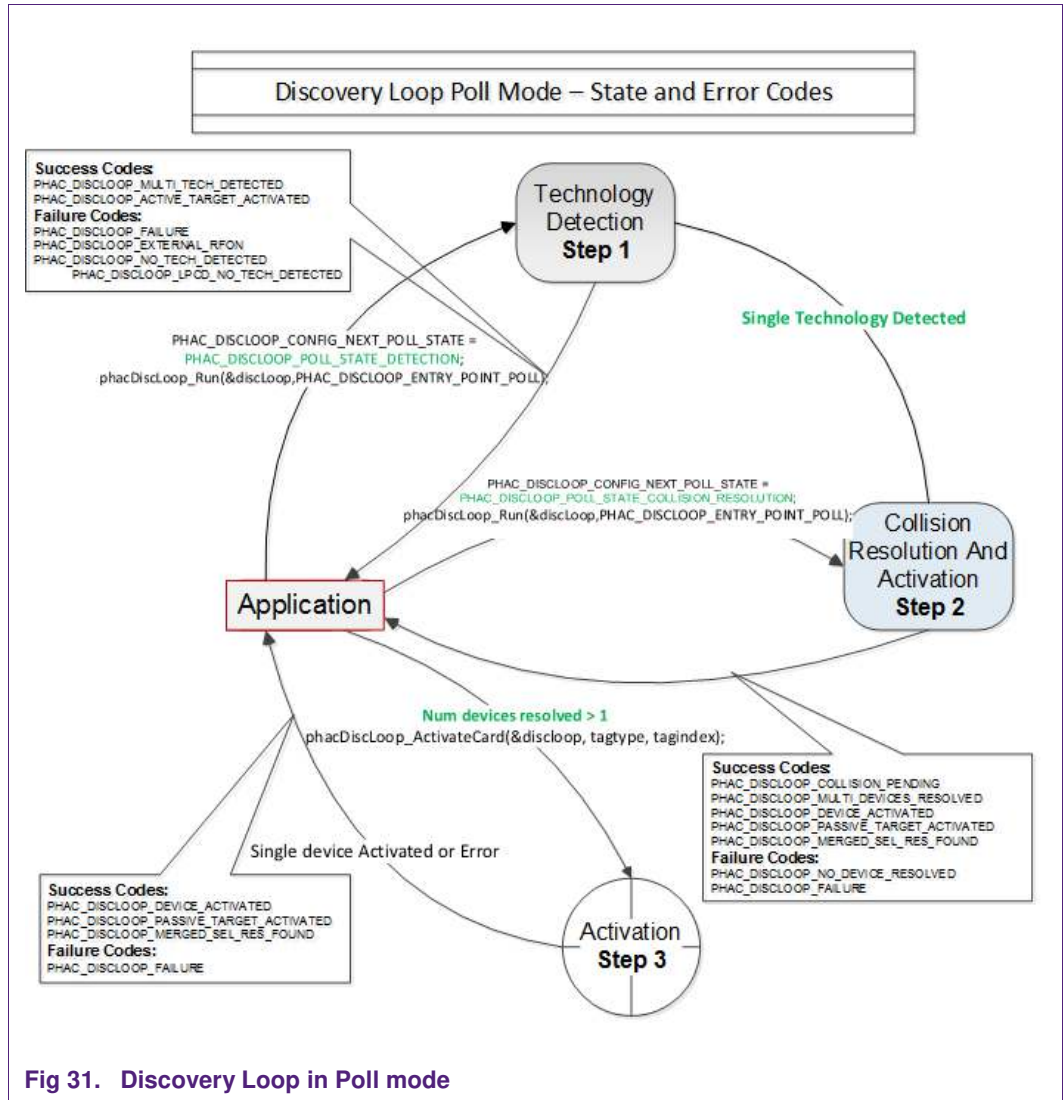 Discovery Loop Poll Mode – State and Error Codes
Success Codes:
PHAC_DISCLOOP_MULTI_TECH_DETECTED
PHAC_DISCLOOP_ACTIVE_TARGET_ACTIVATED
Failure Codes:
PHAC_DISCLOOP_FAILURE
PHAC_DISCLOOP_EXTERNAL_RFON
PHAC_DISCLOOP_NO_TECH_DETECTED
PHAC_DISCLOOP_LPCD_NO_TECH_DETECTED
Technology
Detection
Step 1
Single Technology Detected
PHAC_DISCLOOP_CONFIG_NEXT_POLL_STATE =
PHAC_DISCLOOP_POLL_STATE_DETECTION;
phacDiscLoop_Run(&discLoop,PHAC_DISCLOOP_ENTRY_POINT_POLL);
PHAC_DISCLOOP_CONFIG_NEXT_POLL_STATE =
PHAC_DISCLOOP_POLL_STATE_COLLISION_RESOLUTION;
phacDiscLoop_Run(&discLoop,PHAC_DISCLOOP_ENTRY_POINT_POLL);
Collision
Resolution And
Activation
Step 2
Application
Num devices resolved > 1
phacDiscLoop_ActivateCard(&discloop, tagtype, tagindex);
Success Codes:
PHAC_DISCLOOP_COLLISION_PENDING
PHAC_DISCLOOP_MULTI_DEVICES_RESOLVED
PHAC_DISCLOOP_DEVICE_ACTIVATED
PHAC_DISCLOOP_PASSIVE_TARGET_ACTIVATED
PHAC_DISCLOOP_MERGED_SEL_RES_FOUND
Failure Codes:
PHAC_DISCLOOP_NO_DEVICE_RESOLVED
PHAC_DISCLOOP_FAILURE
Single device Activated or Error
Success Codes:
PHAC_DISCLOOP_DEVICE_ACTIVATED
PHAC_DISCLOOP_PASSIVE_TARGET_ACTIVATED
PHAC_DISCLOOP_MERGED_SEL_RES_FOUND
Failure Codes:
PHAC_DISCLOOP_FAILURE
Activation
Step 3
Fig 31. Discovery Loop in Poll mode